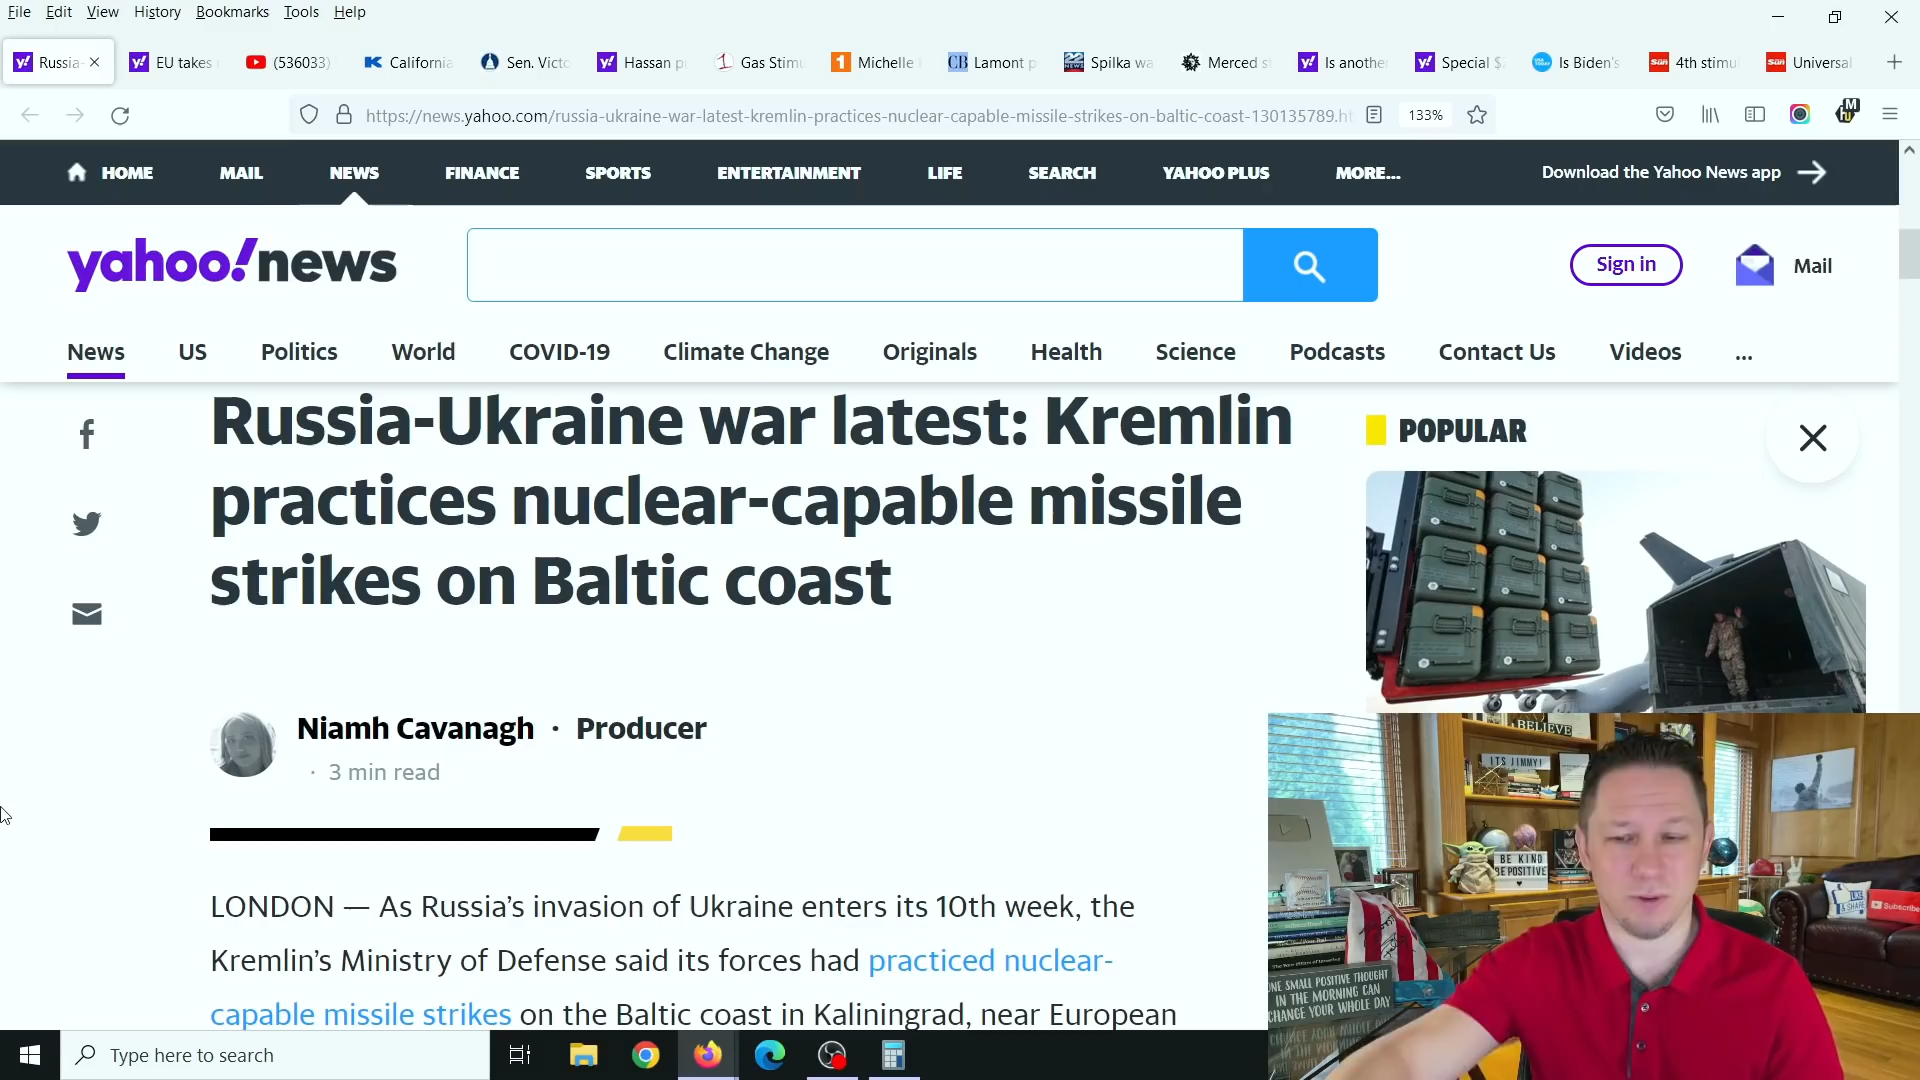 File Edit View History Bookmarks Tools Help
Russia- EU takes (536033) California Sen. Victo Hassan p Gas Stimu Michelle Lamont p Spilka wa Merced s Is anothe Special $ Is Biden's 4th stimu Universal
https://news.yahoo.com/russia-ukraine-war-latest-kremlin-practices-nuclear-capable-missile-strikes-on-baltic-coast-130135789.ht 133%
HOME MAIL NEWS FINANCE SPORTS ENTERTAINMENT LIFE SEARCH YAHOO PLUS MORE... Download the Yahoo News app
yahoo!news
Sign in Mail
News US Politics World COVID-19 Climate Change Originals Health Science Podcasts Contact Us Videos ...
Russia-Ukraine war latest: Kremlin
practices nuclear-capable missile
strikes on Baltic coast
POPULAR
Niamh Cavanagh · Producer
· 3 min read
LONDON — As Russia's invasion of Ukraine enters its 10th week, the
Kremlin's Ministry of Defense said its forces had practiced nuclear-
capable missile strikes on the Baltic coast in Kaliningrad, near European
BELIEVE
ITS JIMMY!
BE KIND
BE POSITIVE
LIKE
& SHARE
Subscribe
ONE SMALL POSITIVE THOUGHT
IN THE MORNING CAN
CHANGE YOUR WHOLE DAY
Type here to search